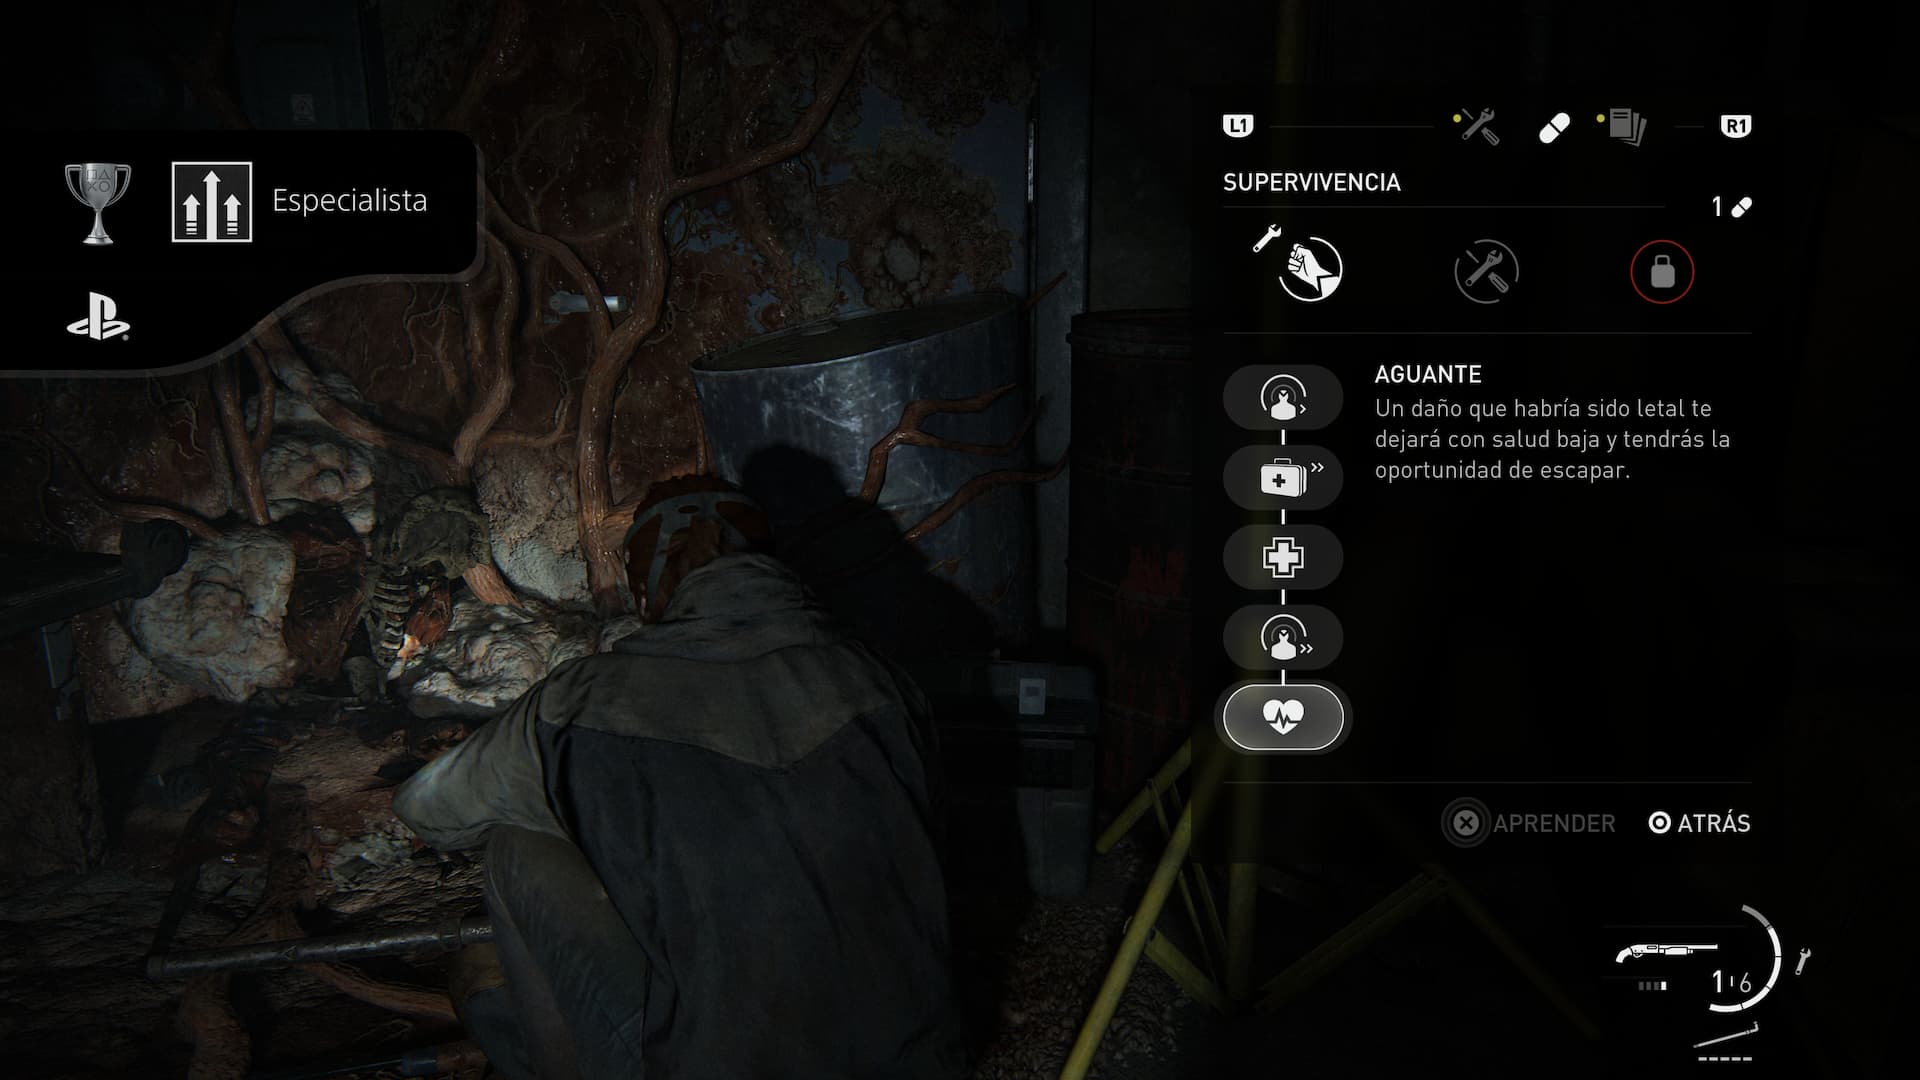 Especialista
L1
R1
SUPERVIVENCIA
1
AGUANTE
Un daño que habría sido letal te
dejará con salud baja y tendrás la
oportunidad de escapar.
APRENDER
ATRÁS
1 6